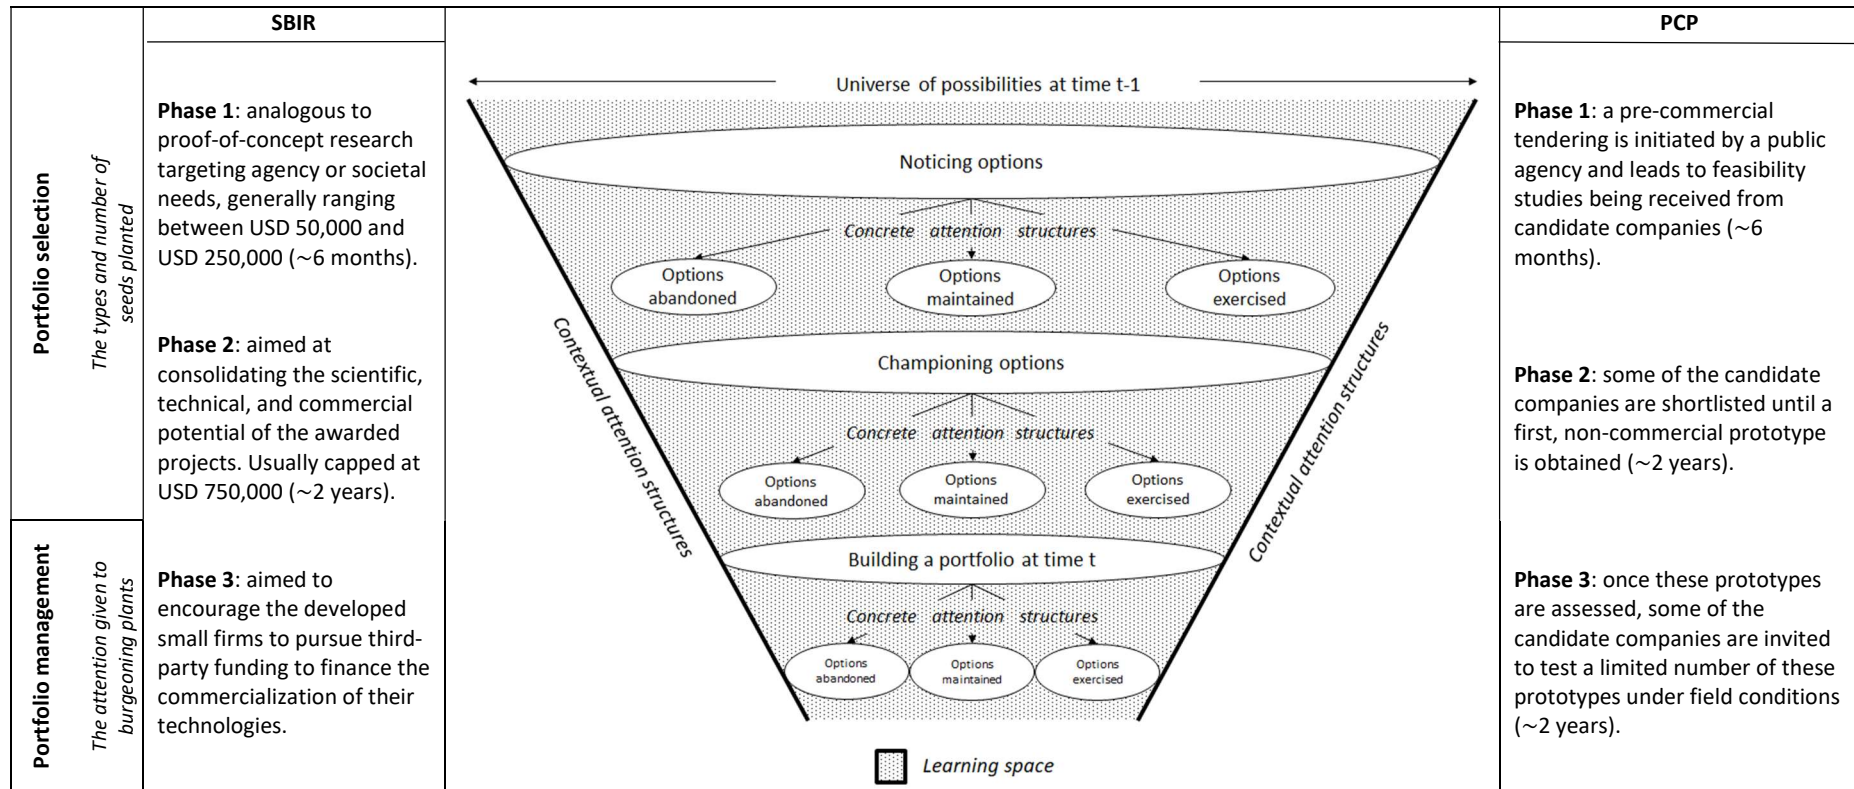 SBIR
PCP
Portfolio selection
The types and number of
seeds planted
Phase 1: analogous to
proof-of-concept research
targeting agency or societal
needs, generally ranging
between USD 50,000 and
USD 250,000 (~6 months).
Phase 2: aimed at
consolidating the scientific,
technical, and commercial
potential of the awarded
projects. Usually capped at
USD 750,000 (~2 years).
Portfolio management
The attention given to
burgeoning plants
Phase 3: aimed to
encourage the developed
small firms to pursue third-
party funding to finance the
commercialization of their
technologies.
Universe of possibilities at time t-1
Noticing options
Concrete attention structures
Options
abandoned
Options
maintained
Options
exercised
Contextual attention structures
Contextual attention structures
Championing options
Concrete attention structures
Options
abandoned
Options
maintained
Options
exercised
Building a portfolio at time t
Concrete attention structures
Options
abandoned
Options
maintained
Options
exercised
Learning space
Phase 1: a pre-commercial
tendering is initiated by a public
agency and leads to feasibility
studies being received from
candidate companies (~6
months).
Phase 2: some of the candidate
companies are shortlisted until a
first, non-commercial prototype
is obtained (~2 years).
Phase 3: once these prototypes
are assessed, some of the
candidate companies are invited
to test a limited number of these
prototypes under field conditions
(~2 years).